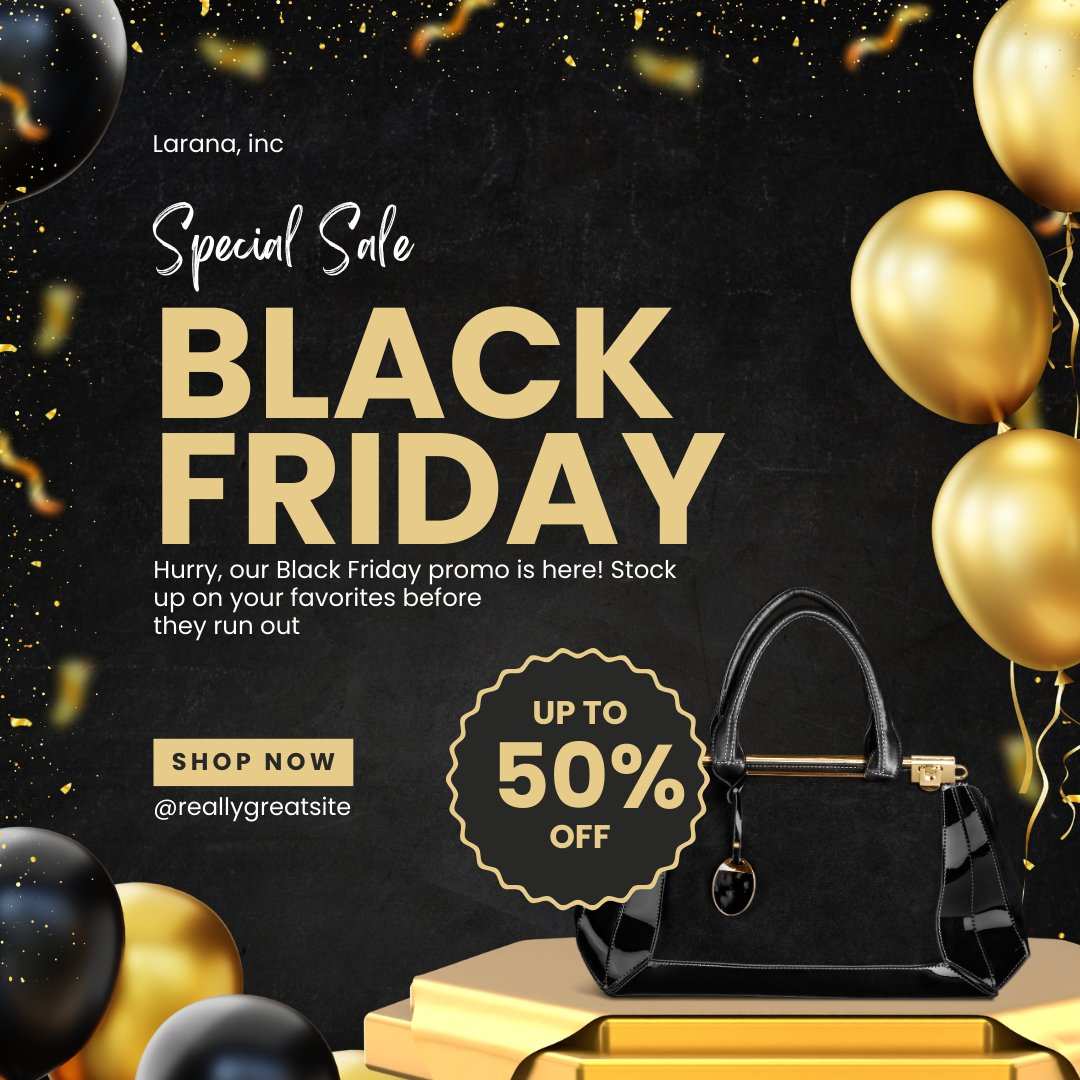 Larana, inc
Special Sale
BLACK
FRIDAY
Hurry, our Black Friday promo is here! Stock
up on your favorites before
they run out
UP TO
50%
OFF
SHOP NOW
@reallygreatsite